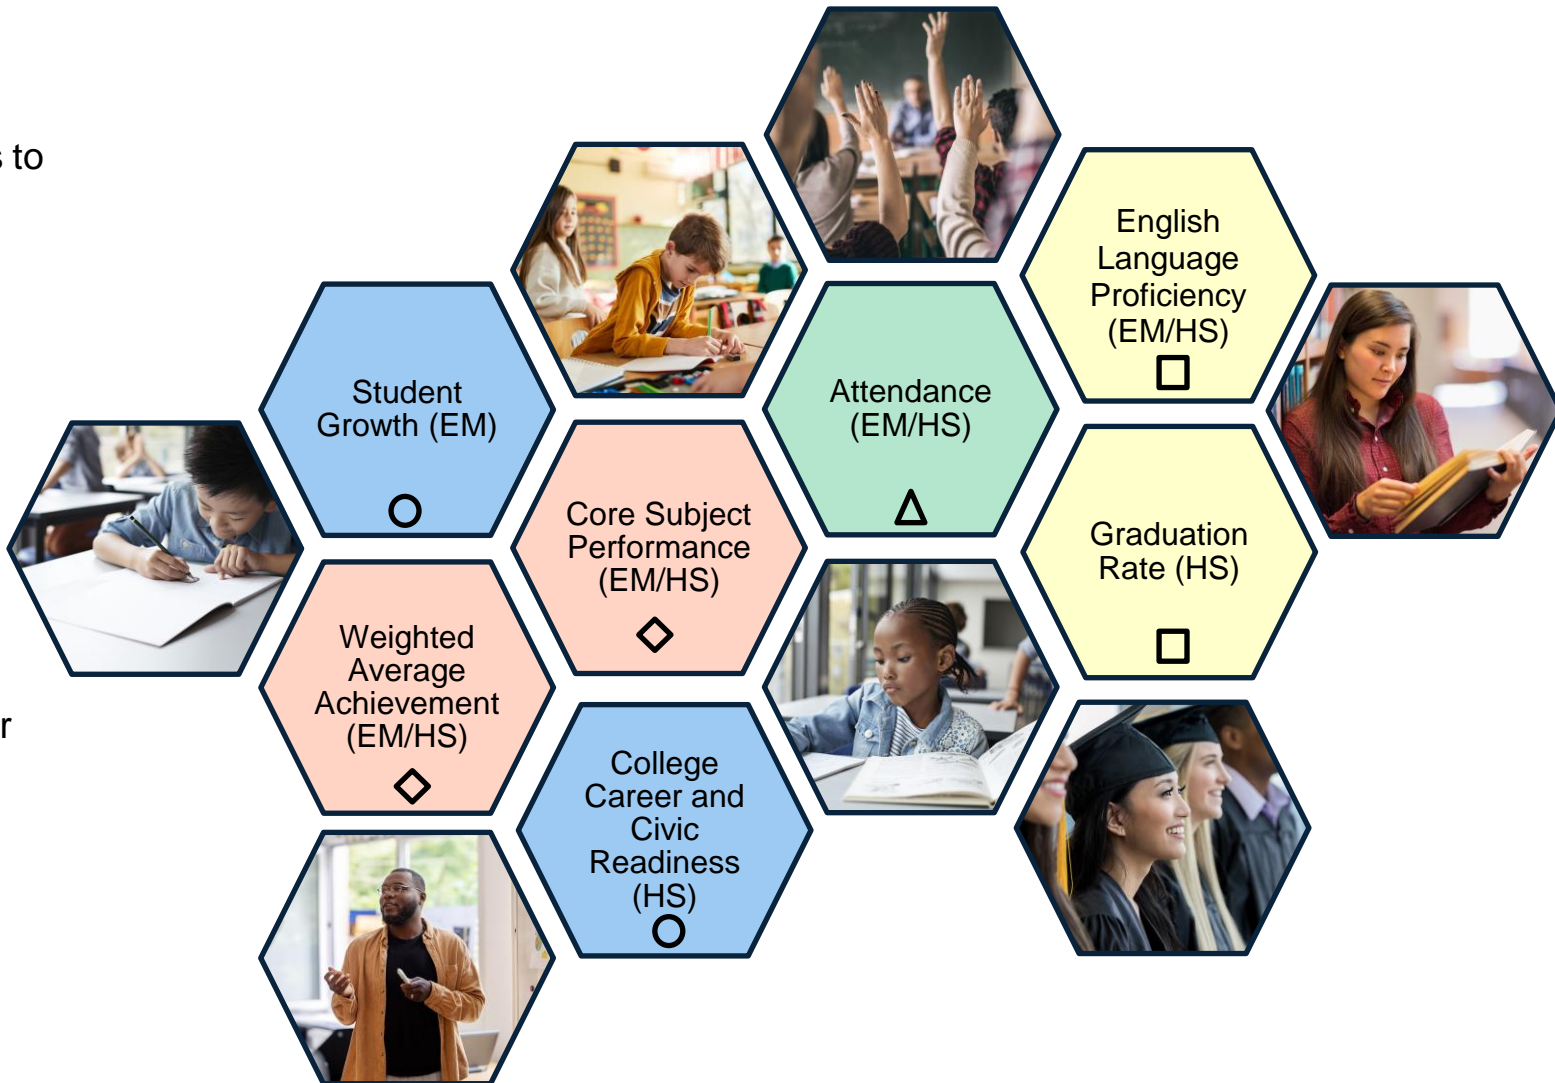 s to
r
English
Language
Proficiency
(EM/HS)
Student
Growth (EM)
Attendance
(EM/HS)
Core Subject
Performance
(EM/HS)
Graduation
Rate (HS)
Weighted
Average
Achievement
(EM/HS)
College
Career and
Civic
Readiness
(HS)